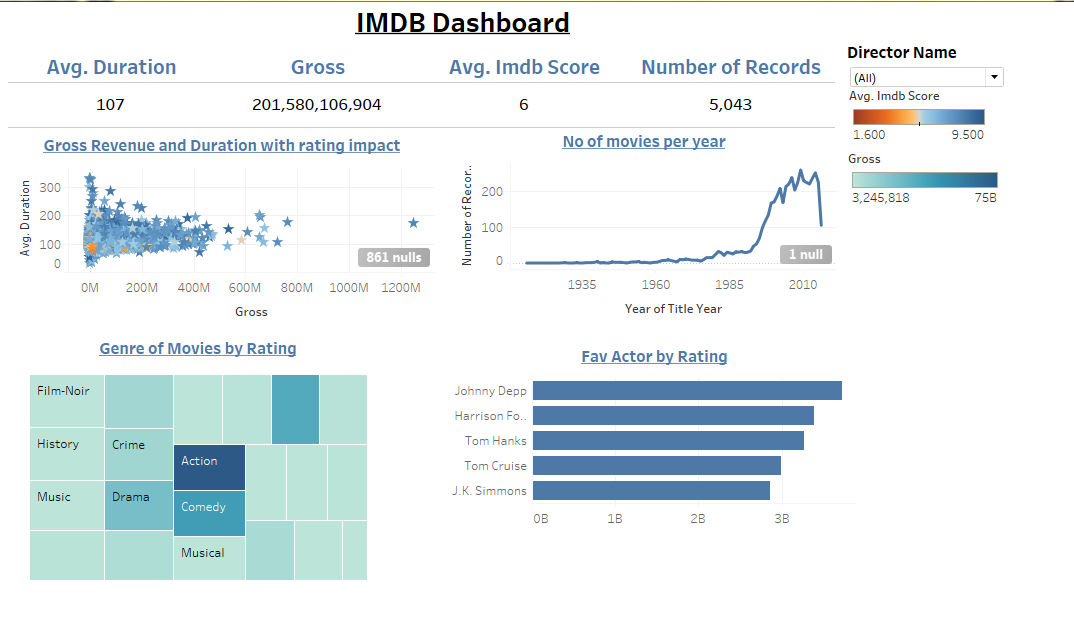 IMDB Dashboard
Avg. Duration Gross Avg. Imdb Score Number of Records
107 201,580,106,904 6 5,043
Director Name
(All)
Avg. Imdb Score
1.600 9.500
Gross
3,245,818 75B
Gross Revenue and Duration with rating impact
Avg. Duration
300
200
100
0
861 nulls
0M 200M 400M 600M 800M 1000M 1200M
Gross
No of movies per year
Number of Recor..
200
100
0
1 null
1935 1960 1985 2010
Year of Title Year
Genre of Movies by Rating
Film-Noir
History
Crime
Action
Music
Drama
Comedy
Musical
Fav Actor by Rating
Johnny Depp
Harrison Fo..
Tom Hanks
Tom Cruise
J.K. Simmons
0B 1B 2B 3B